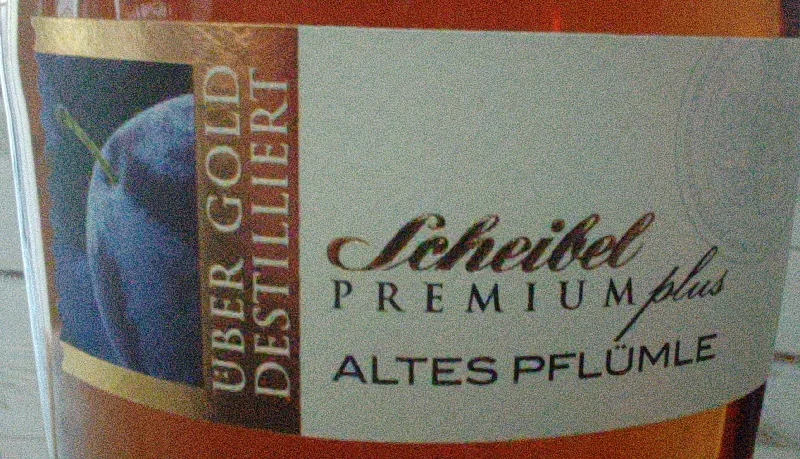 ÜBER GOLD
DESTILLIERT
Scheibel
PREMIUM plus
ALTES PFLÜMLE